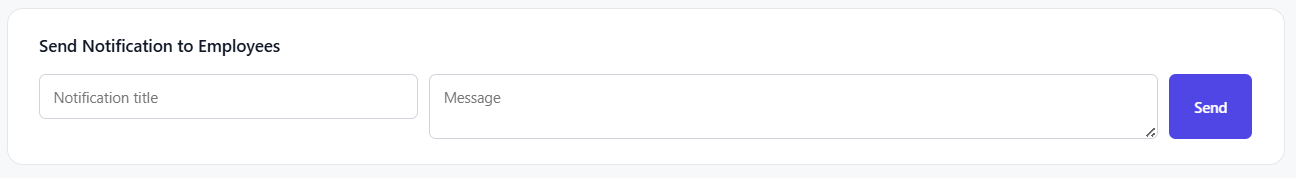 Send Notification to Employees
Notification title
Message
Send